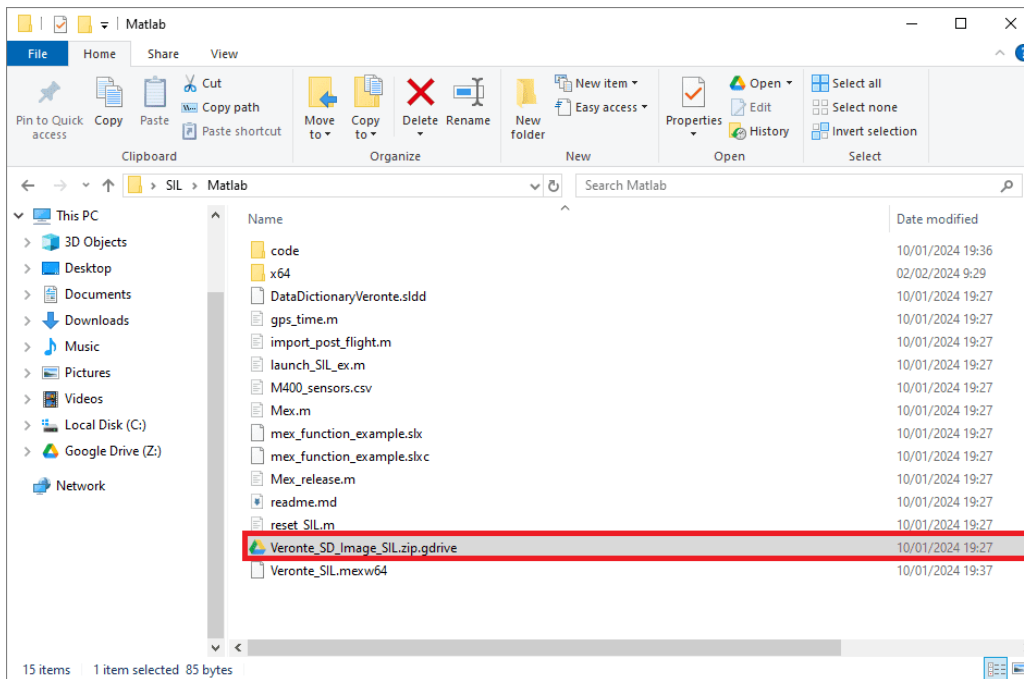 Matlab
File Home Share View
Pin to Quick access
Copy
Paste
Cut
Copy path
Paste shortcut
Clipboard
Move to
Copy to
Delete
Rename
Organize
New folder
New item
Easy access
New
Properties
Open
Edit
History
Open
Select all
Select none
Invert selection
Select
SIL Matlab
Search Matlab
This PC
3D Objects
Desktop
Documents
Downloads
Music
Pictures
Videos
Local Disk (C:)
Google Drive (Z:)
Network
Name Date modified
code 10/01/2024 19:36
x64 02/02/2024 9:29
DataDictionaryVeronte.sldd 10/01/2024 19:27
gps_time.m 10/01/2024 19:27
import_post_flight.m 10/01/2024 19:27
launch_SIL_ex.m 10/01/2024 19:27
M400_sensors.csv 10/01/2024 19:27
Mex.m 10/01/2024 19:27
mex_function_example.slx 10/01/2024 19:27
mex_function_example.slxc 10/01/2024 19:27
Mex_release.m 10/01/2024 19:27
readme.md 10/01/2024 19:27
reset_SIL.m 10/01/2024 19:27
Veronte_SD_Image_SIL.zip.gdrive 10/01/2024 19:27
Veronte_SIL.mexw64 10/01/2024 19:37
15 items 1 item selected 85 bytes